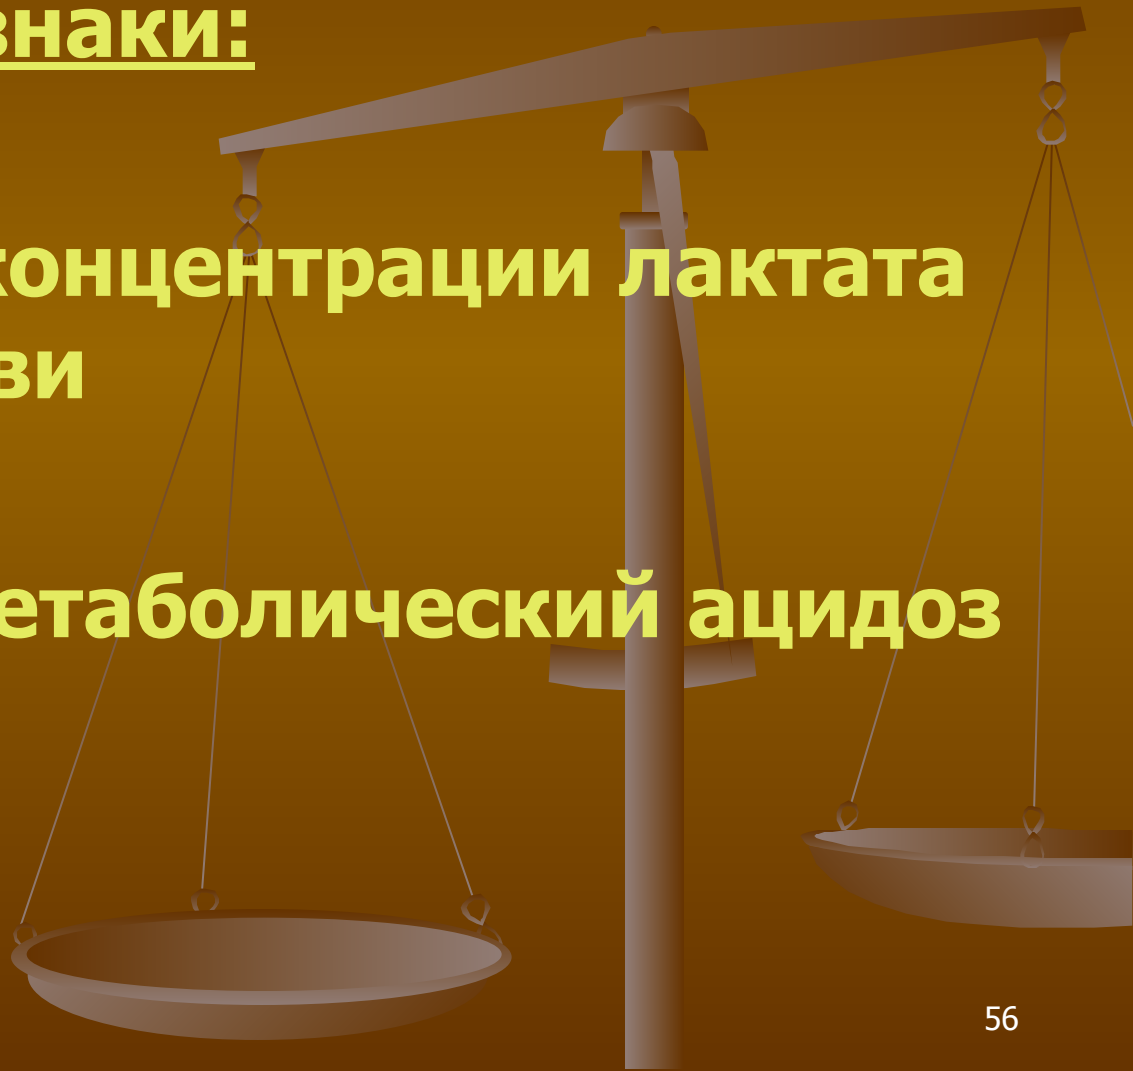 знаки:
концентрации лактата
ви
етаболический ацидоз
56